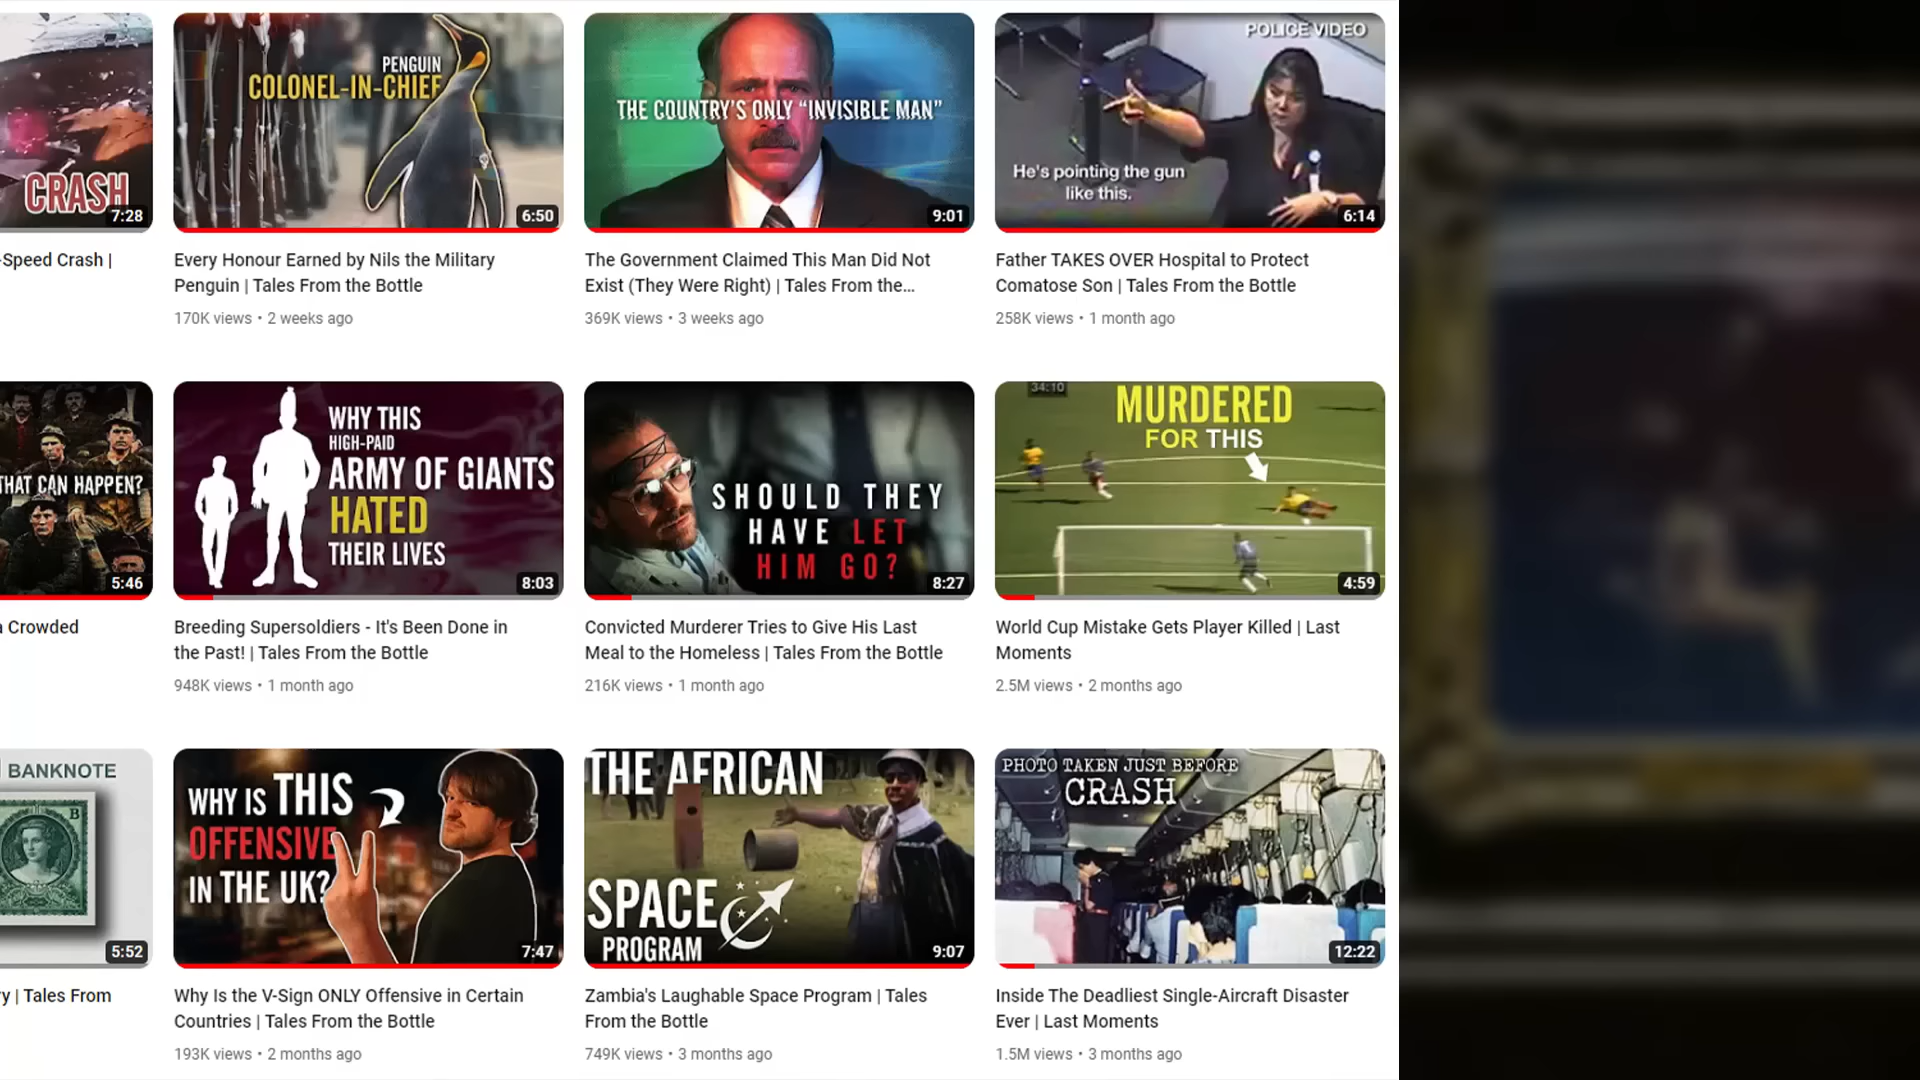 CRASH
7:28
-Speed Crash |
PENGUIN
COLONEL-IN-CHIEF
6:50
Every Honour Earned by Nils the Military
Penguin | Tales From the Bottle
170K views • 2 weeks ago
THE COUNTRY'S ONLY "INVISIBLE MAN"
9:01
The Government Claimed This Man Did Not
Exist (They Were Right) | Tales From the...
369K views • 3 weeks ago
POLICE VIDEO
He's pointing the gun
like this.
6:14
Father TAKES OVER Hospital to Protect
Comatose Son | Tales From the Bottle
258K views • 1 month ago
THAT CAN HAPPEN?
5:46
a Crowded
WHY THIS
HIGH-PAID
ARMY OF GIANTS
HATED
THEIR LIVES
8:03
Breeding Supersoldiers - It's Been Done in
the Past! | Tales From the Bottle
948K views • 1 month ago
SHOULD THEY
HAVE LET
HIM GO?
8:27
Convicted Murderer Tries to Give His Last
Meal to the Homeless | Tales From the Bottle
216K views • 1 month ago
34:10
MURDERED
FOR THIS
4:59
World Cup Mistake Gets Player Killed | Last
Moments
2.5M views • 2 months ago
BANKNOTE
B
5:52
y | Tales From
WHY IS THIS
OFFENSIVE
IN THE UK?
7:47
Why Is the V-Sign ONLY Offensive in Certain
Countries | Tales From the Bottle
193K views • 2 months ago
THE AFRICAN
SPACE
PROGRAM
9:07
Zambia's Laughable Space Program | Tales
From the Bottle
749K views • 3 months ago
PHOTO TAKEN JUST BEFORE
CRASH
12:22
Inside The Deadliest Single-Aircraft Disaster
Ever | Last Moments
1.5M views • 3 months ago